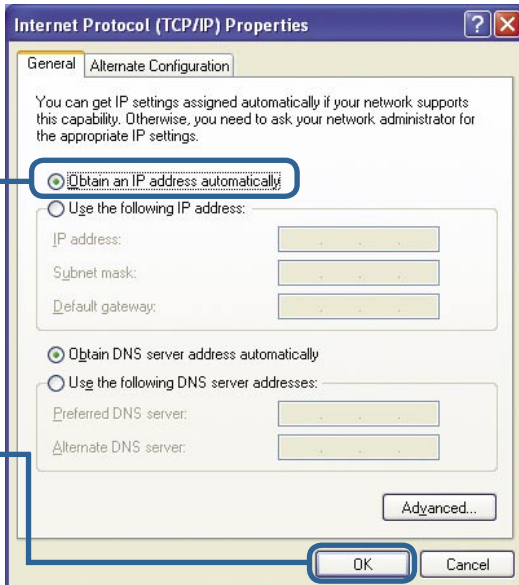 Internet Protocol (TCP/IP) Properties
General
Alternate Configuration
You can get IP settings assigned automatically if your network supports
this capability. Otherwise, you need to ask your network administrator for
the appropriate IP settings.
Obtain an IP address automatically
Use the following IP address:
IP address:
Subnet mask:
Default gateway:
Obtain DNS server address automatically
Use the following DNS server addresses:
Preferred DNS server:
Alternate DNS server:
Advanced...
OK
Cancel